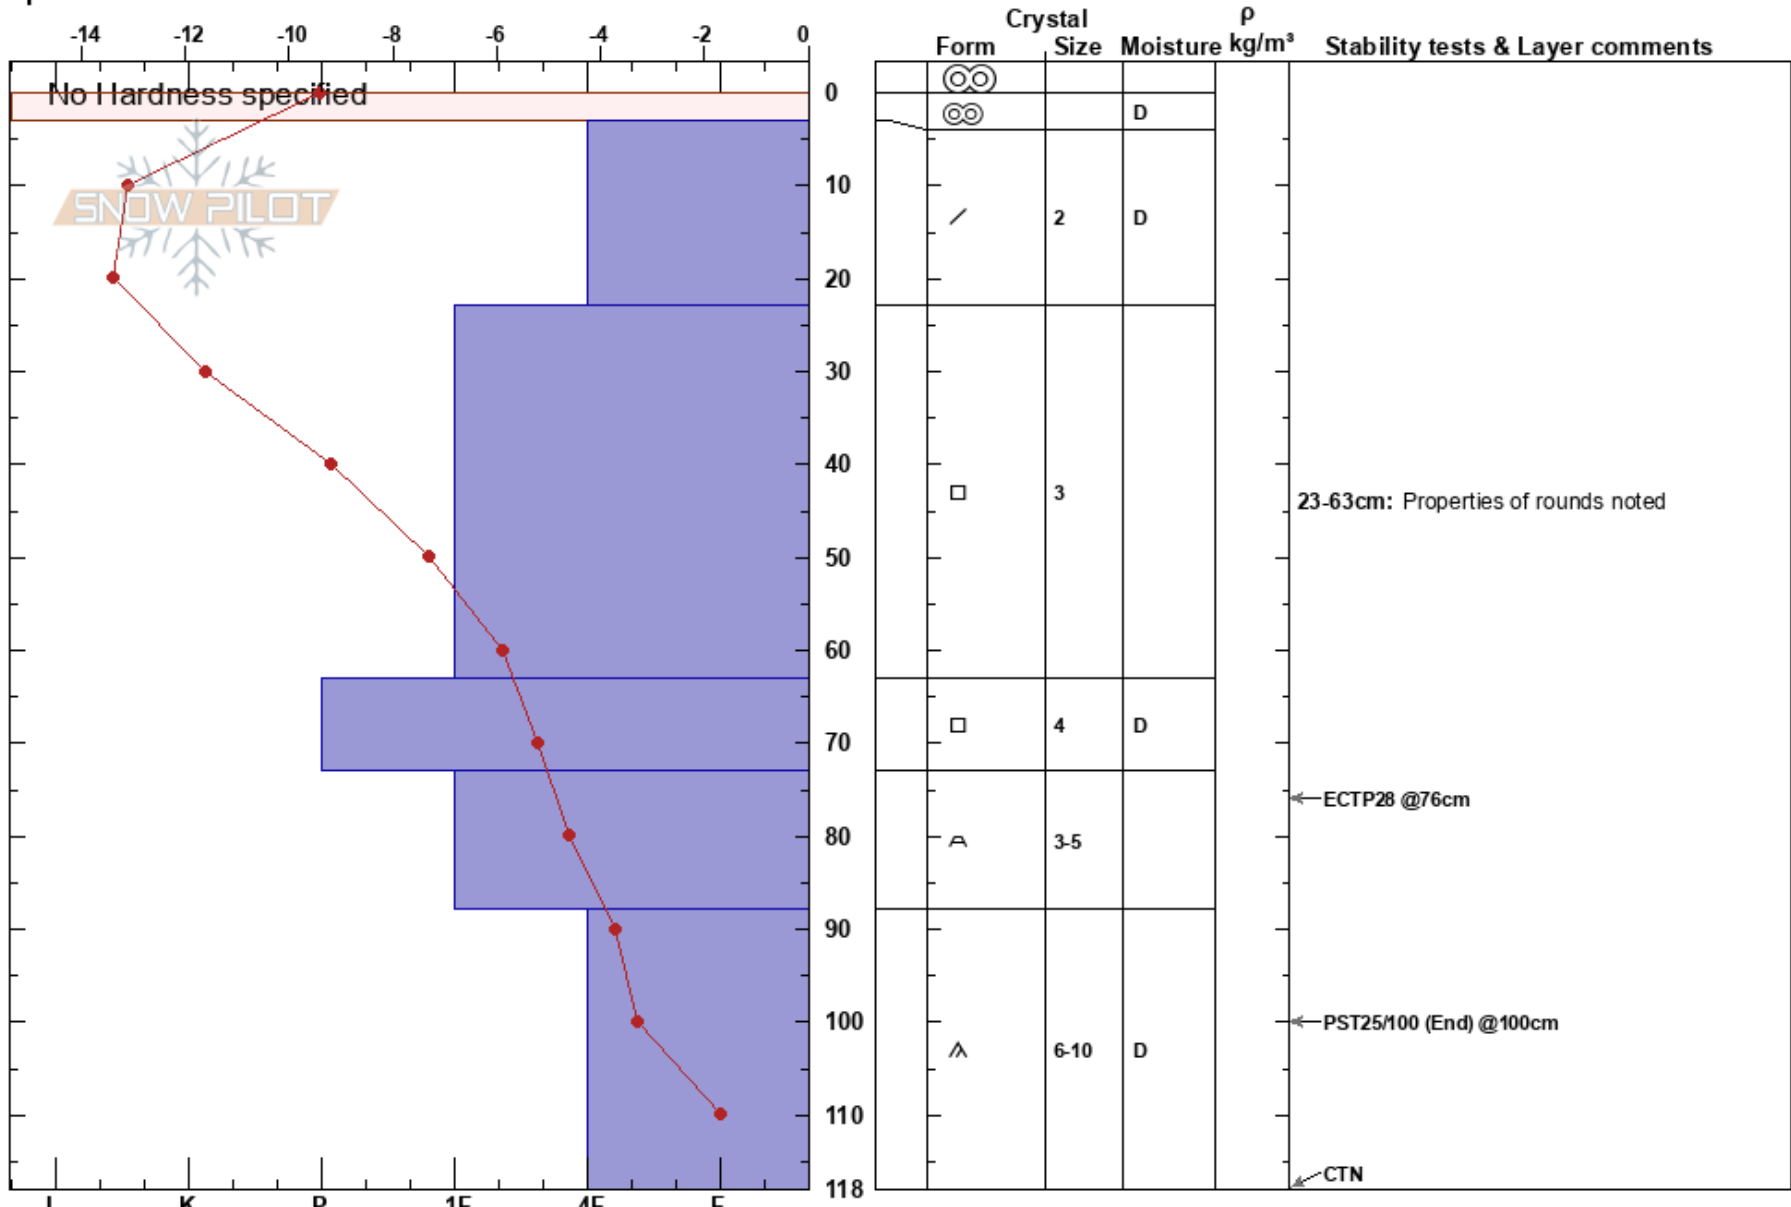 Crystal ρ
-14 -12 -10 -8 -6 -4 -2 0 Form Size Moisture kg/m³ Stability tests & Layer comments
No Hardness specified 0
D
SNOW PILOT
10
2 D
20
30
40
3
23-63cm: Properties of rounds noted
50
60
4 D
70
ECTP28 @76cm
80
3-5
90
100 PST25/100 (End) @100cm
6-10 D
110
CTN
118
I K P 1F 4F F